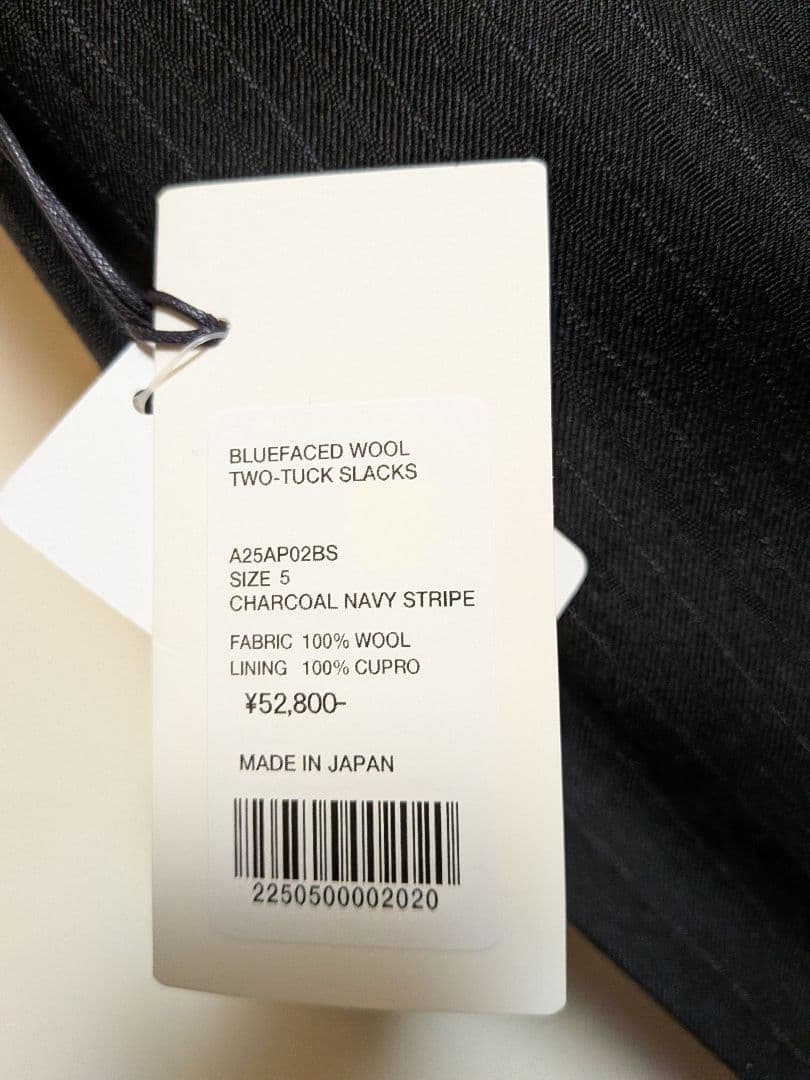 BLUEFACED WOOL
TWO-TUCK SLACKS
A25AP02BS
SIZE 5
CHARCOAL NAVY STRIPE
FABRIC 100% WOOL
LINING 100% CUPRO
¥52,800-
MADE IN JAPAN
2250500002020